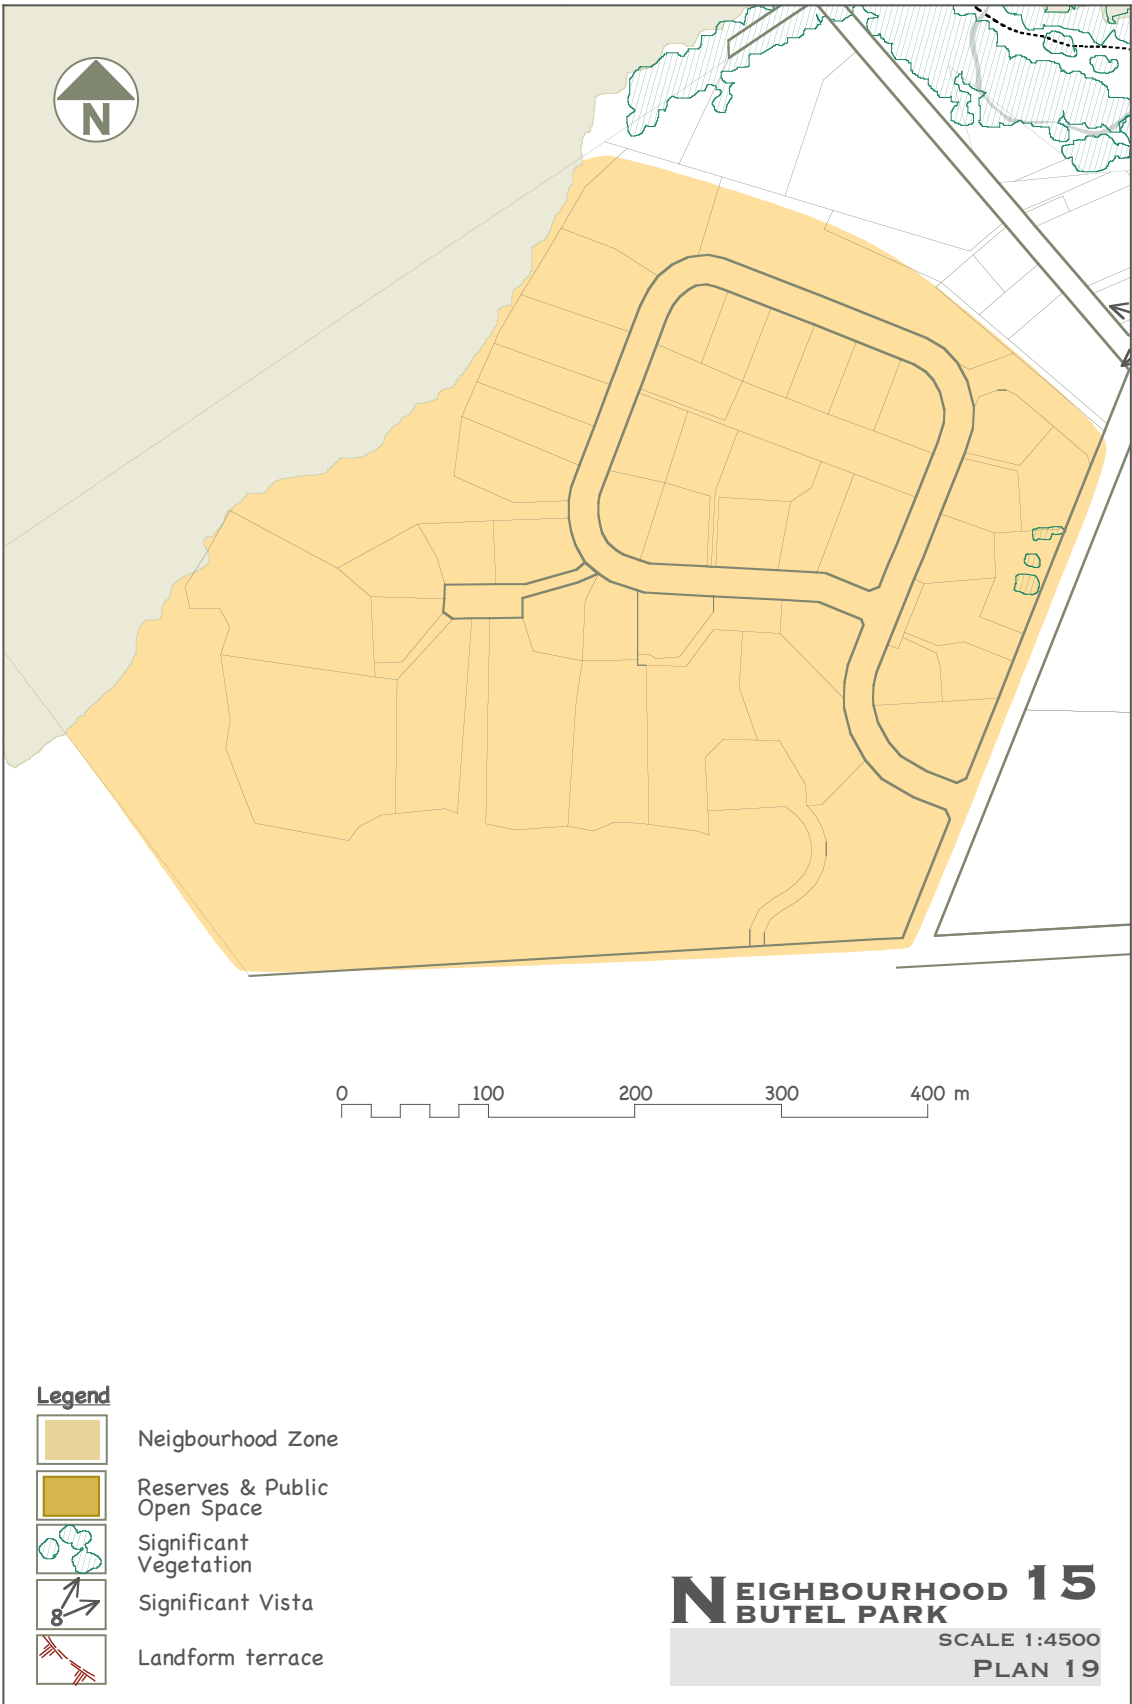 N
0 100 200 300 400 m
Legend
Neigbourhood Zone
Reserves & Public
Open Space
Significant
Vegetation
8
Significant Vista
Landform terrace
NEIGHBOURHOOD 15
BUTEL PARK
SCALE 1:4500
PLAN 19